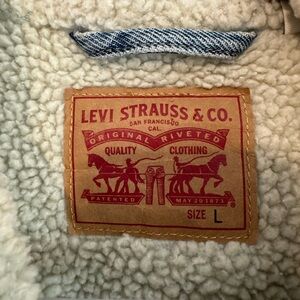 LEVI STRAUSS & CO.
SAN FRANCISCO
CAL.
ORIGINAL RIVETED
QUALITY CLOTHING
PATENTED MAY 20 1873
SIZE L